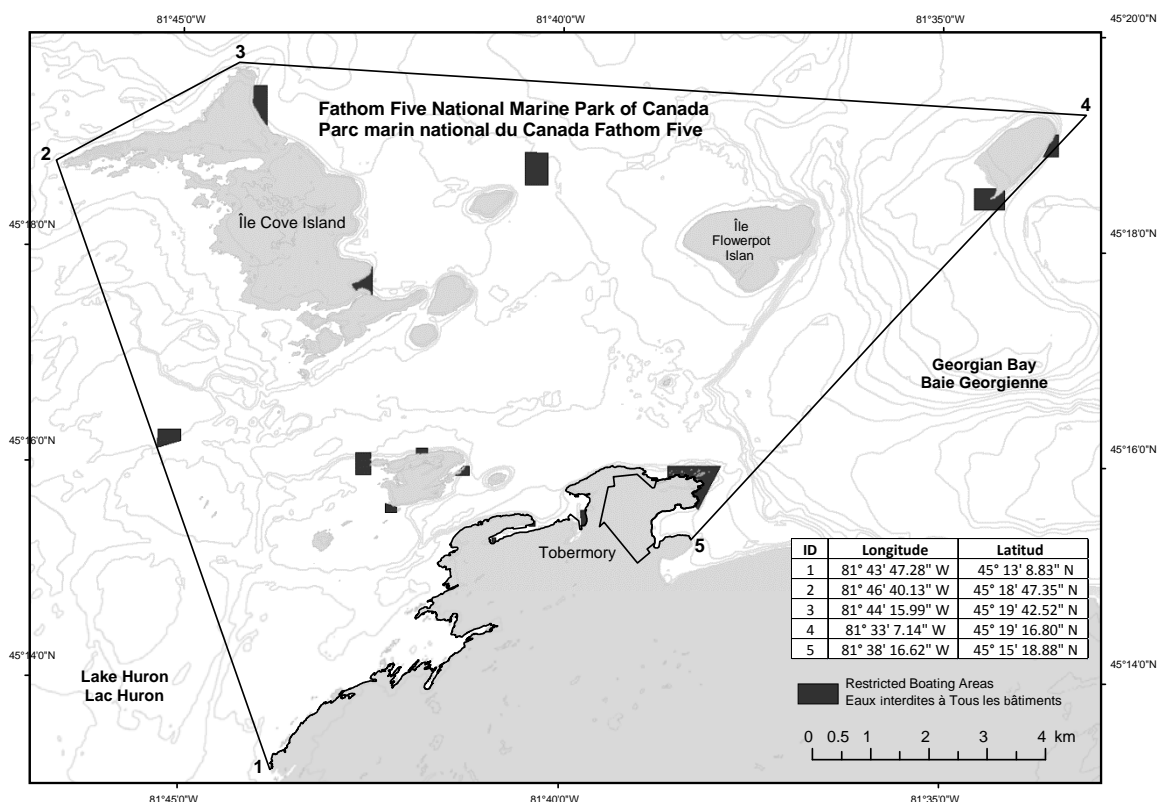 81°45'0"W
81°40'0"W
81°35'0"W
45°20'0"N
3
Fathom Five National Marine Park of Canada
Parc marin national du Canada Fathom Five
4
2
Île Cove Island
Île
Flowerpot
Islan
45°18'0"N
45°18'0"N
Georgian Bay
Baie Georgienne
45°16'0"N
45°16'0"N
Tobermory
5
ID Longitude Latitud
1 81° 43' 47.28" W 45° 13' 8.83" N
2 81° 46' 40.13" W 45° 18' 47.35" N
3 81° 44' 15.99" W 45° 19' 42.52" N
4 81° 33' 7.14" W 45° 19' 16.80" N
5 81° 38' 16.62" W 45° 15' 18.88" N
45°14'0"N
45°14'0"N
Lake Huron
Lac Huron
Restricted Boating Areas
Eaux interdites à Tous les bâtiments
0 0.5 1 2 3 4 km
1
81°45'0"W
81°40'0"W
81°35'0"W